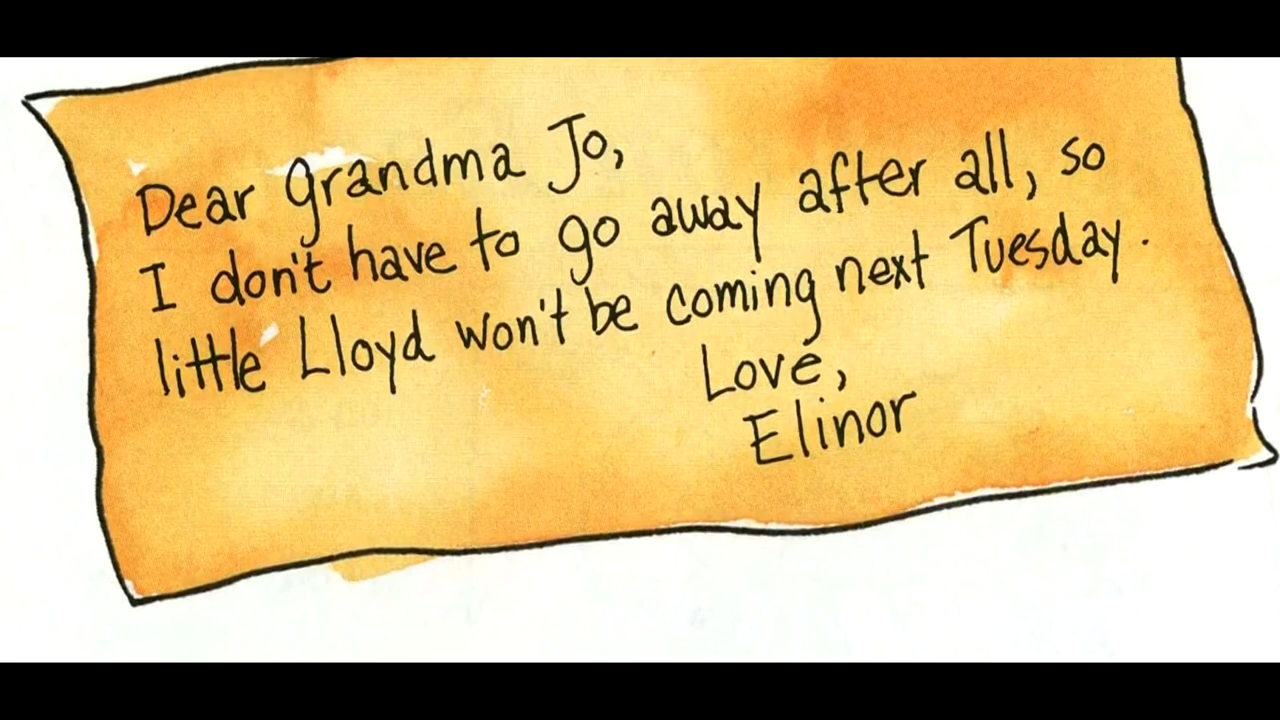 Dear Grandma Jo,
I don't have to go away after all, so
little Lloyd won't be coming next Tuesday.
Love,
Elinor